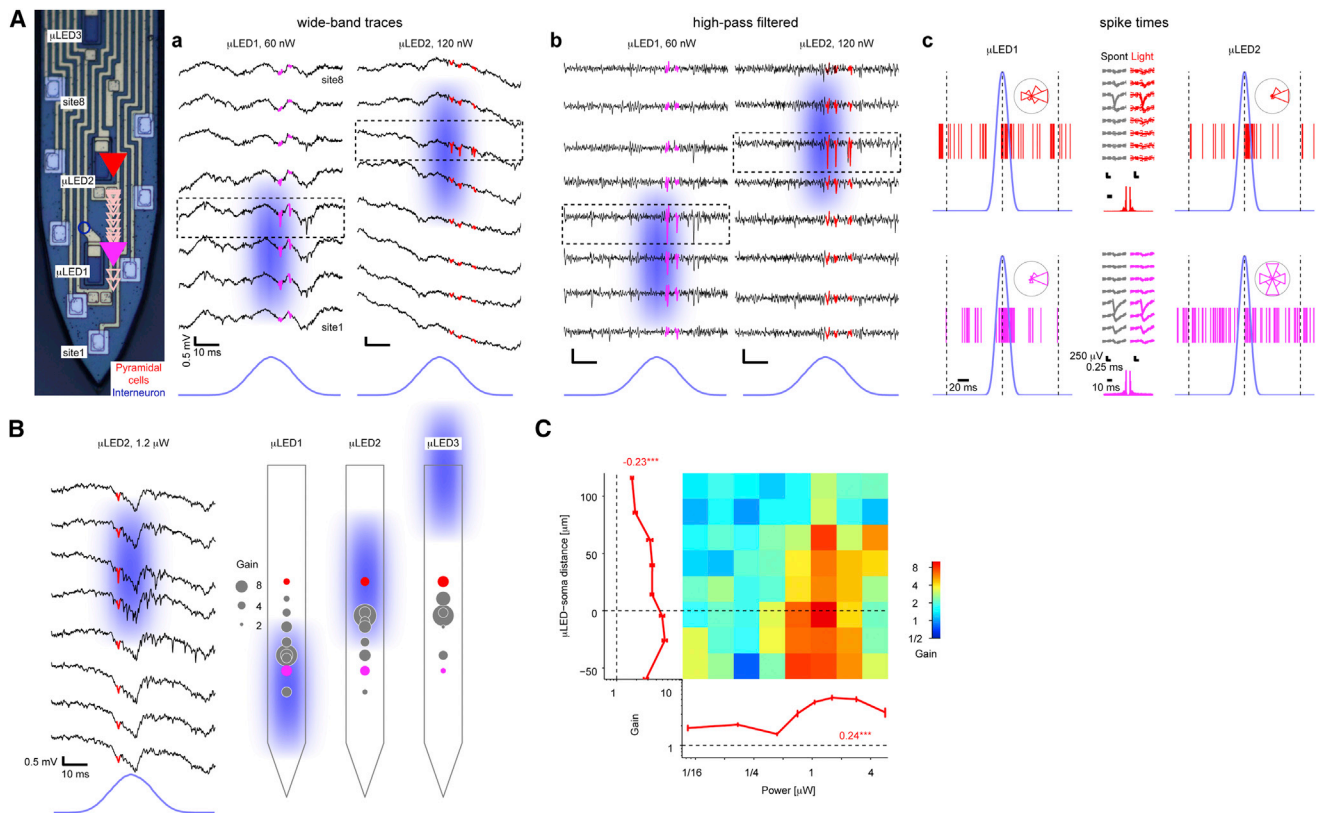 A
wide-band traces
high-pass filtered
spike times
μLED3
site8
μLED2
μLED1
site1
Pyramidal
cells
Interneuron
a
μLED1, 60 nW
μLED2, 120 nW
site8
site1
0.5 mV
10 ms
b
μLED1, 60 nW
μLED2, 120 nW
c
μLED1
Spont Light
μLED2
250 μV
0.25 ms
10 ms
20 ms
B
μLED2, 1.2 μW
0.5 mV
10 ms
μLED1
μLED2
μLED3
Gain
8
4
2
C
-0.23***
μLED−soma distance [μm]
100
50
0
−50
1
10
Gain
1
0.24***
1/16
1/4
1
4
Power [μW]
8
4
2
1
1/2
Gain